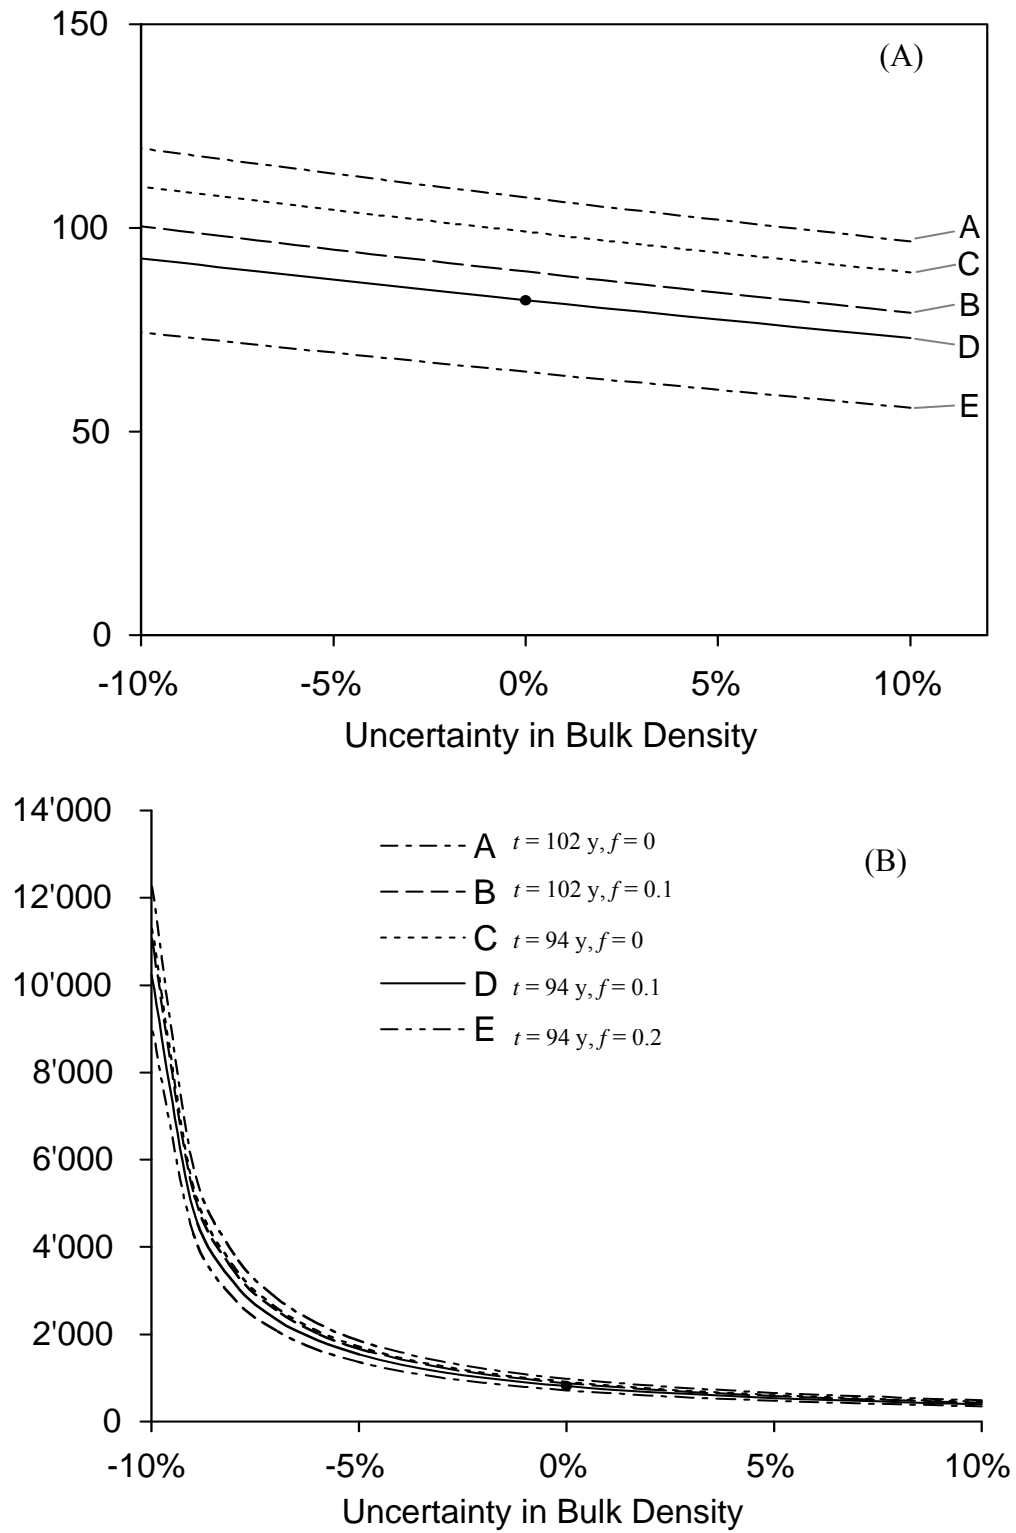 150
(A)
100
A
C
B
D
50
E
0
-10% -5% 0% 5% 10%
Uncertainty in Bulk Density
14'000
A t = 102 y, f = 0
(B)
12'000
B t = 102 y, f = 0.1
C t = 94 y, f = 0
10'000
D t = 94 y, f = 0.1
E t = 94 y, f = 0.2
8'000
6'000
4'000
2'000
0
-10% -5% 0% 5% 10%
Uncertainty in Bulk Density